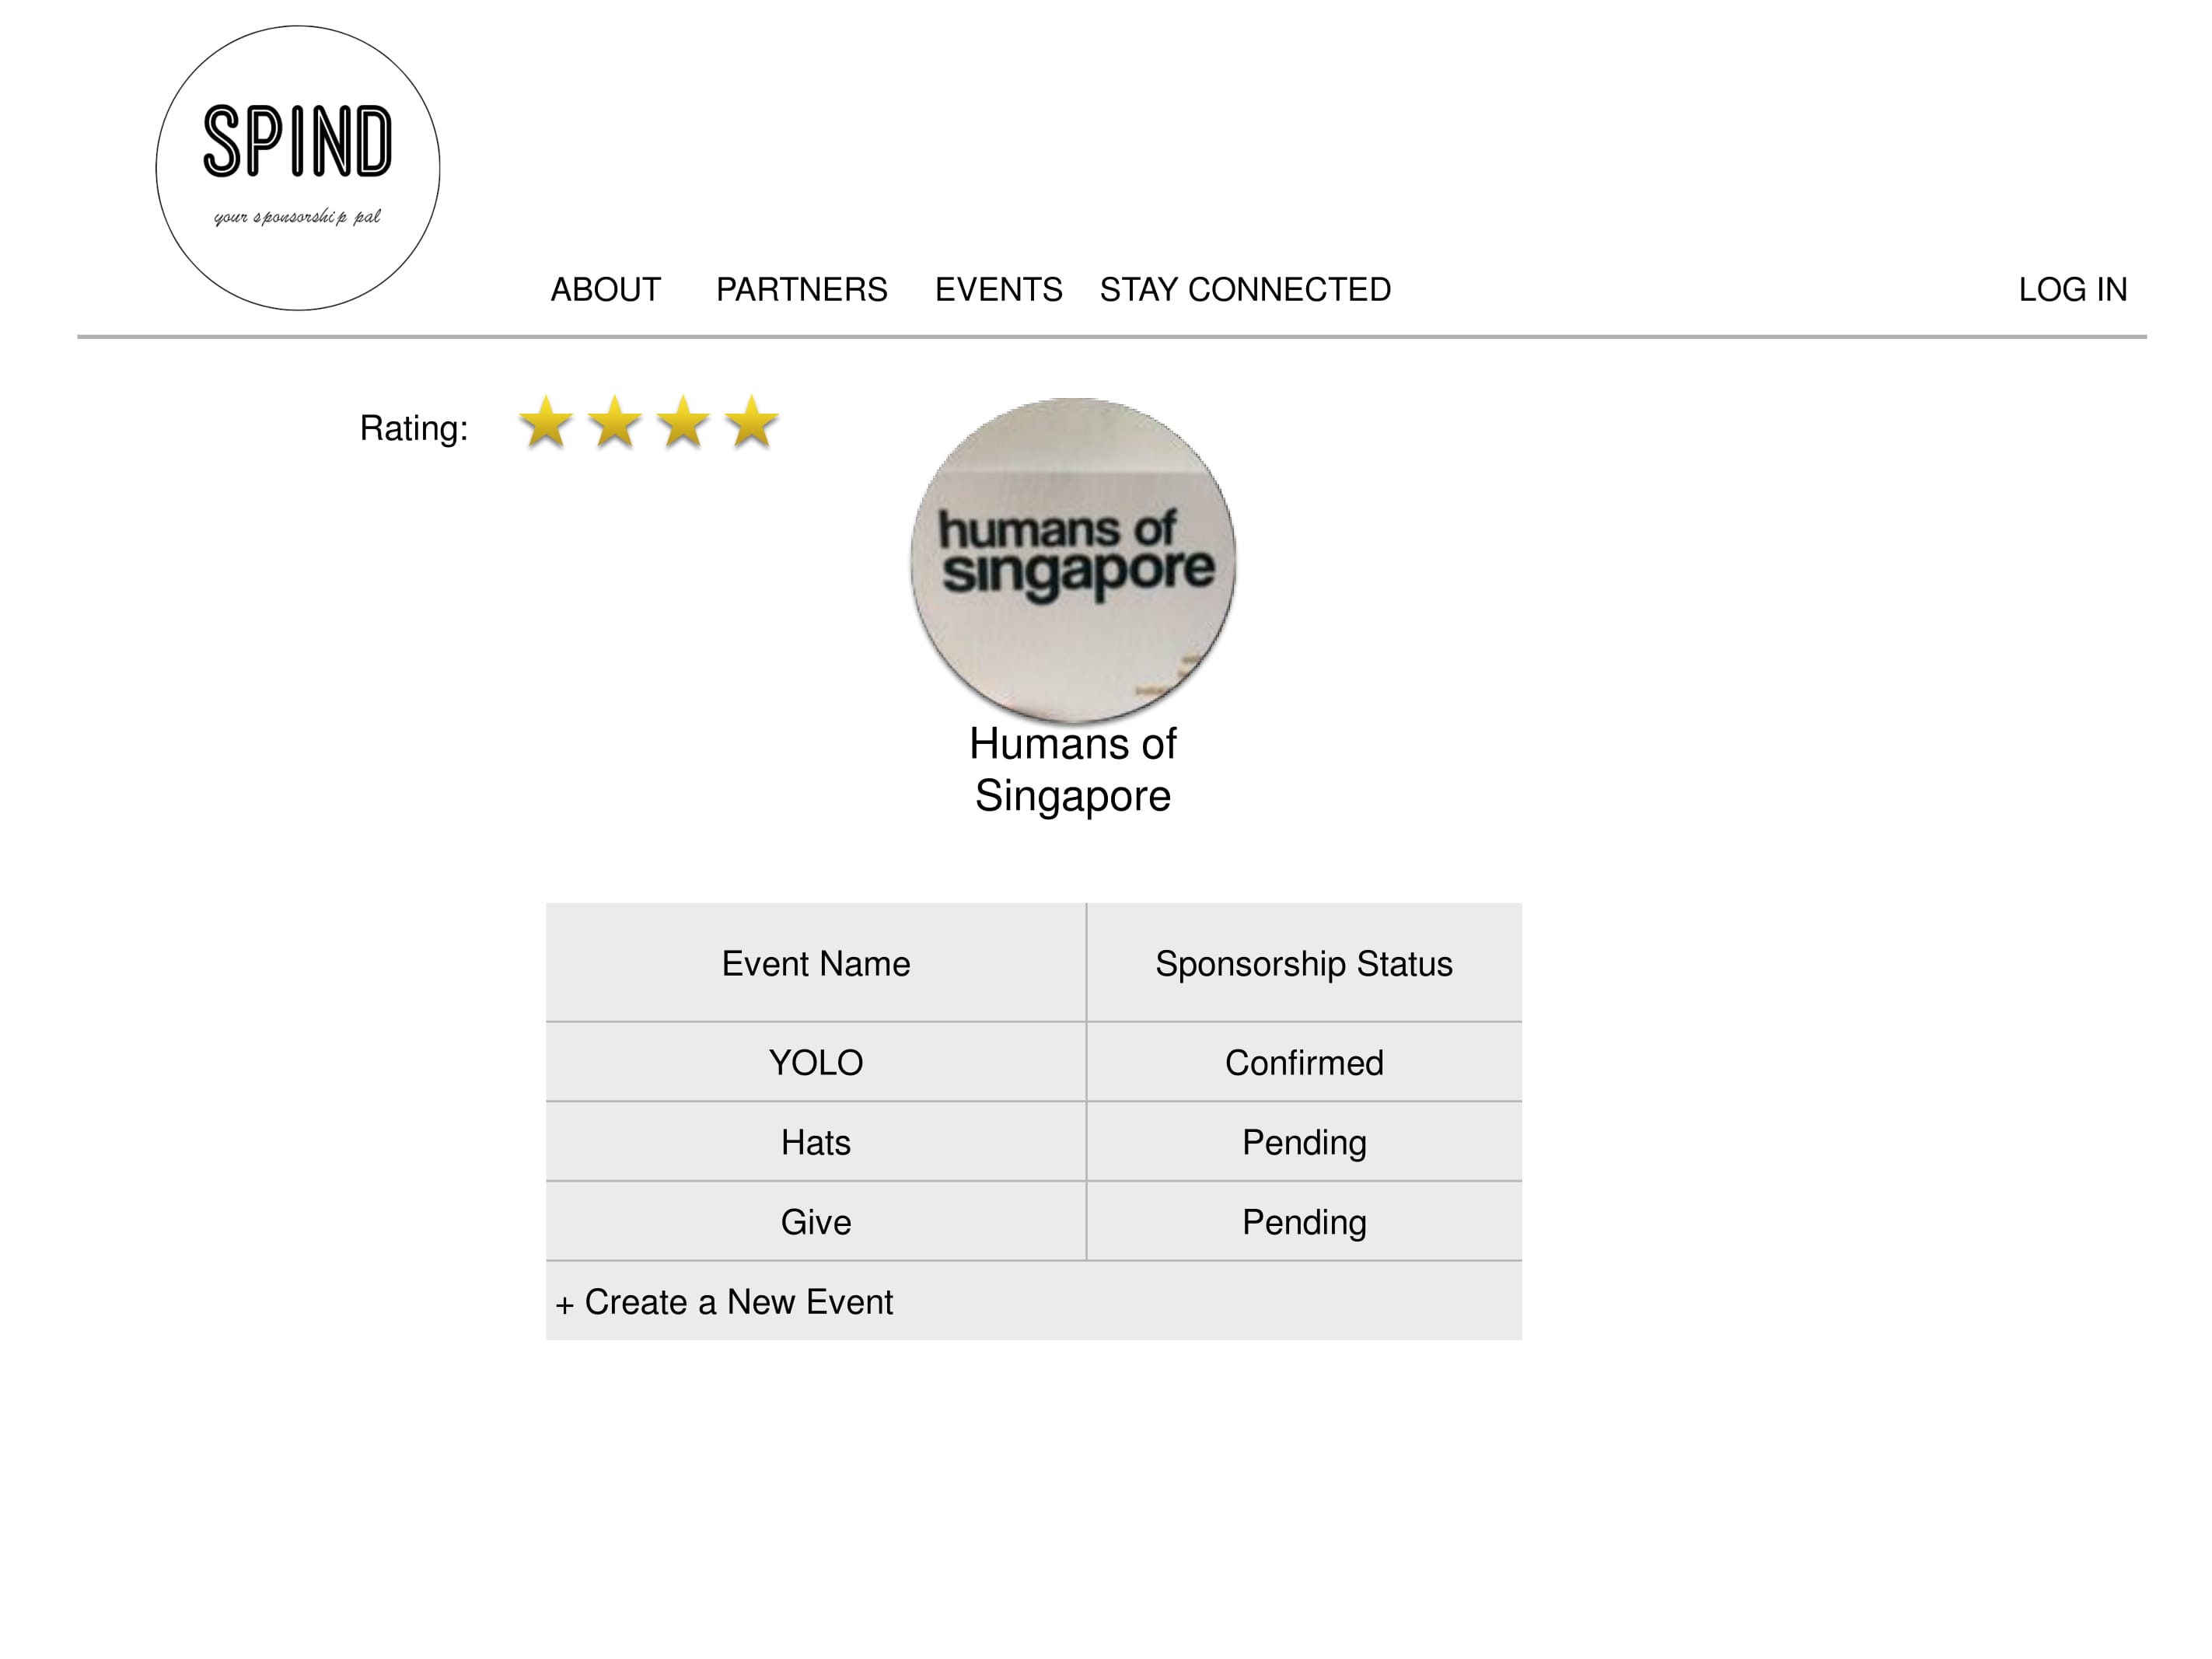 SPIND
your sponsorship pal
ABOUT PARTNERS EVENTS STAY CONNECTED LOG IN
Rating:
humans of
singapore
Humans of
Singapore
Event Name Sponsorship Status
YOLO Confirmed
Hats Pending
Give Pending
+ Create a New Event